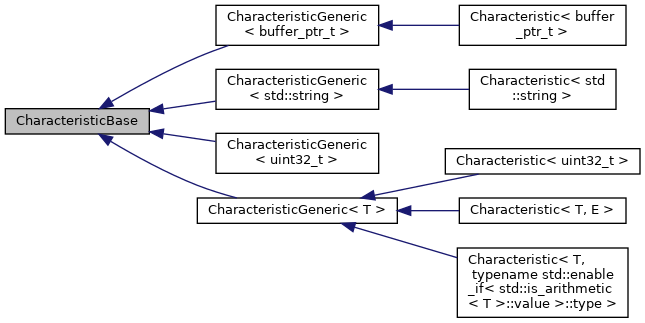 CharacteristicGeneric
< buffer_ptr_t >
Characteristic< buffer
_ptr_t >
CharacteristicGeneric
< std::string >
Characteristic< std
::string >
CharacteristicBase
CharacteristicGeneric
< uint32_t >
Characteristic< uint32_t >
CharacteristicGeneric< T >
Characteristic< T, E >
Characteristic< T,
typename std::enable
_if< std::is_arithmetic
< T >::value >::type >